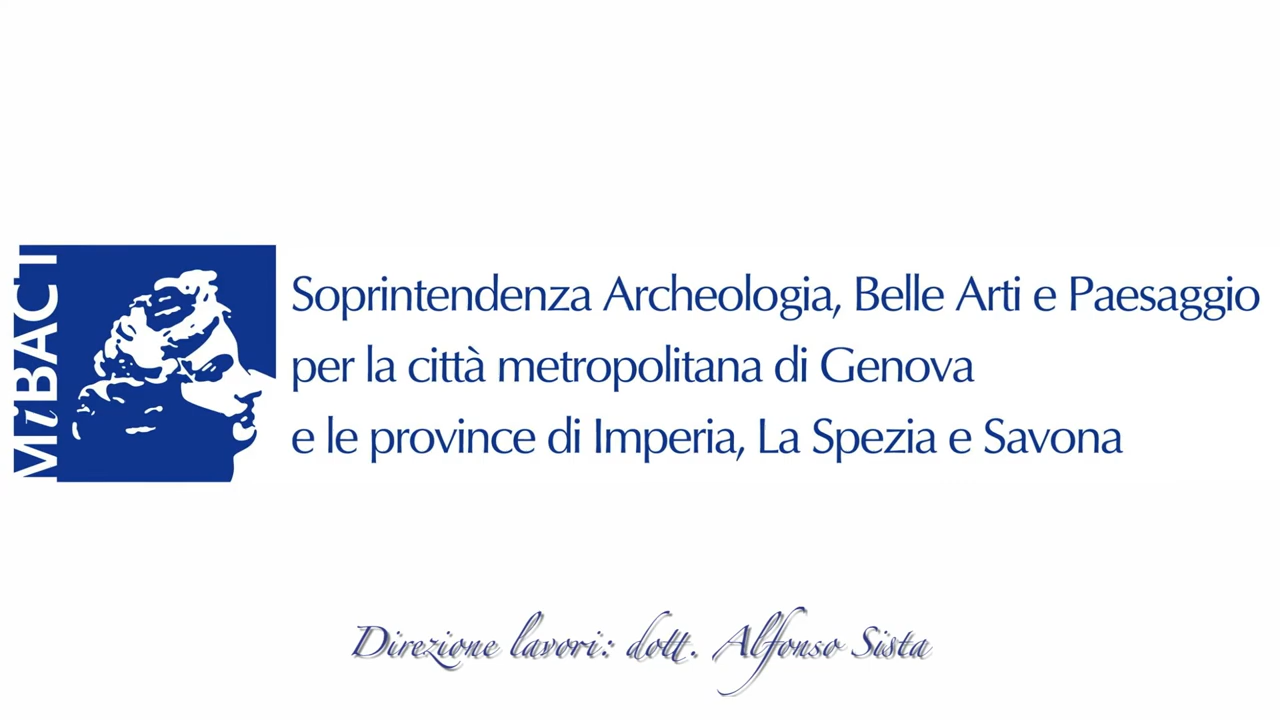 MiBACT
Soprintendenza Archeologia, Belle Arti e Paesaggio
per la città metropolitana di Genova
e le province di Imperia, La Spezia e Savona
Direzione lavori: dott. Alfonso Sista